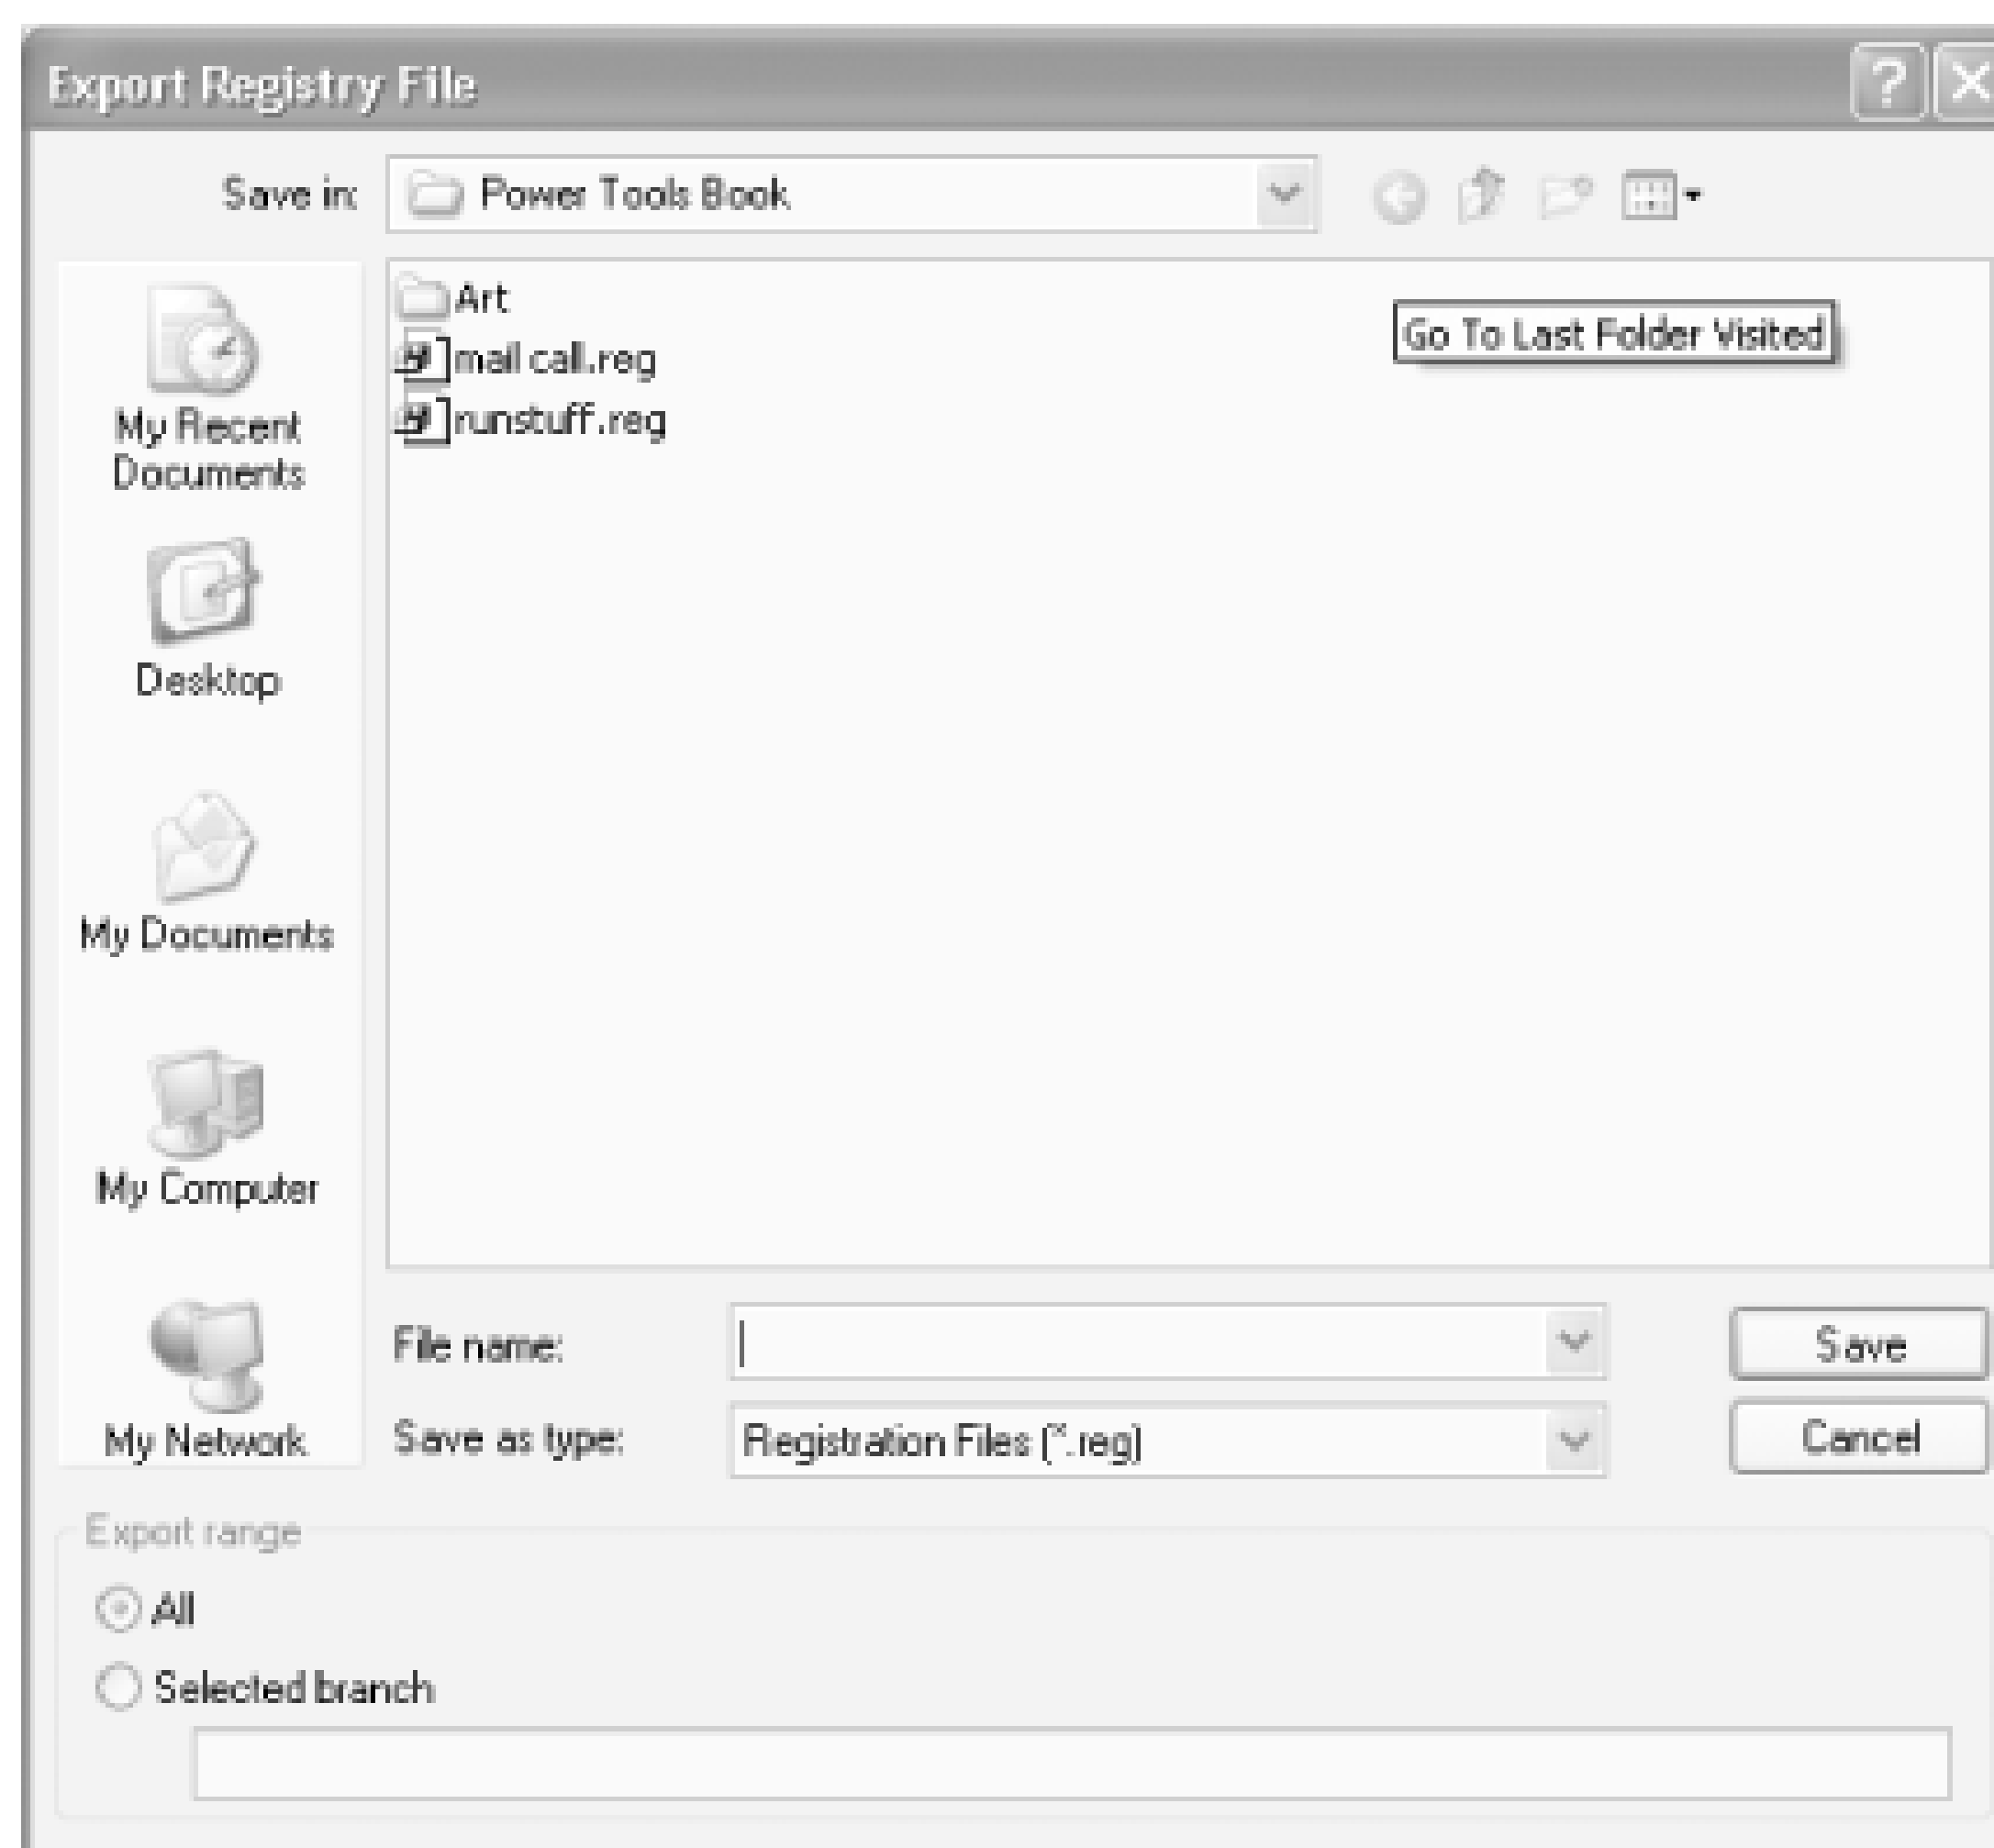 Export Registry File
Save in:
Power Tools Book
Art
mail call.reg
runstuff.reg
Go To Last Folder Visited
My Recent
Documents
Desktop
My Documents
My Computer
My Network
File name:
Save
Save as type:
Registration Files (*.reg)
Cancel
Export range
All
Selected branch